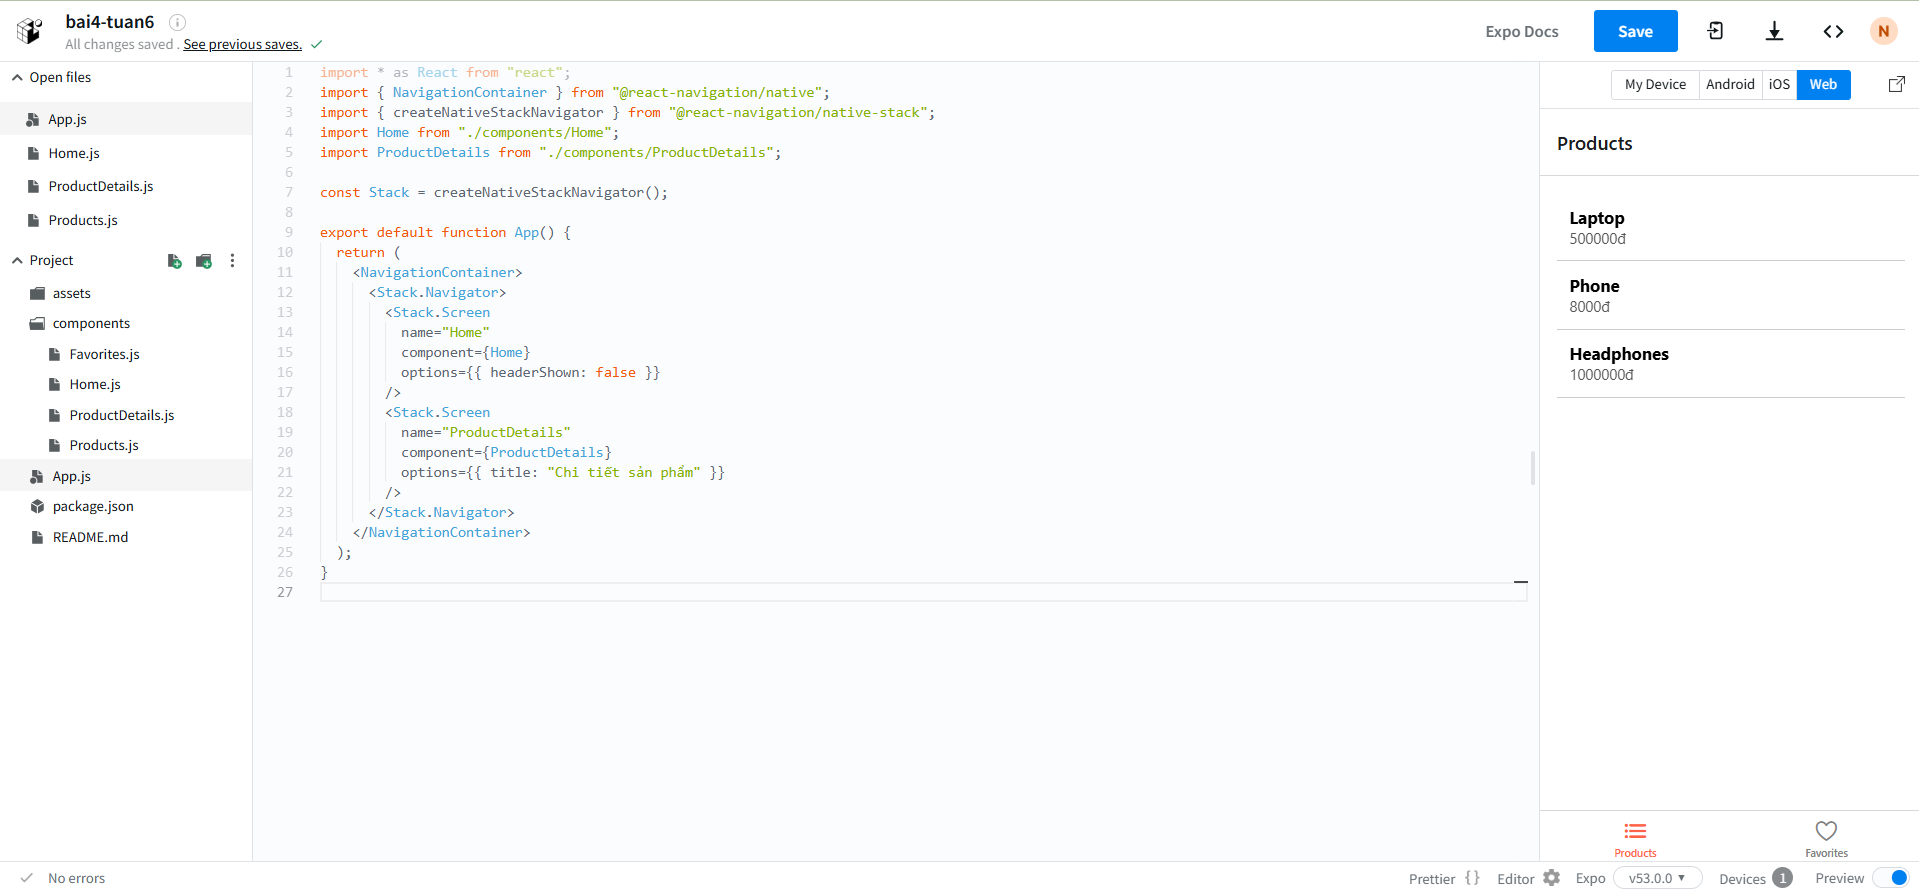 bai4-tuan6
All changes saved . See previous saves.
Expo Docs
Save
N
Open files
App.js
Home.js
ProductDetails.js
Products.js
Project
assets
components
Favorites.js
Home.js
ProductDetails.js
Products.js
App.js
package.json
README.md
1 import * as React from "react";
2 import { NavigationContainer } from "@react-navigation/native";
3 import { createNativeStackNavigator } from "@react-navigation/native-stack";
4 import Home from "./components/Home";
5 import ProductDetails from "./components/ProductDetails";
6
7 const Stack = createNativeStackNavigator();
8
9 export default function App() {
10   return (
11     <NavigationContainer>
12       <Stack.Navigator>
13         <Stack.Screen
14           name="Home"
15           component={Home}
16           options={{ headerShown: false }}
17         />
18         <Stack.Screen
19           name="ProductDetails"
20           component={ProductDetails}
21           options={{ title: "Chi tiết sản phẩm" }}
22         />
23       </Stack.Navigator>
24     </NavigationContainer>
25   );
26 }
27
My Device Android iOS Web
Products
Laptop
500000đ
Phone
8000đ
Headphones
1000000đ
Products
Favorites
No errors
Prettier {} Editor Expo v53.0.0 Devices 1 Preview